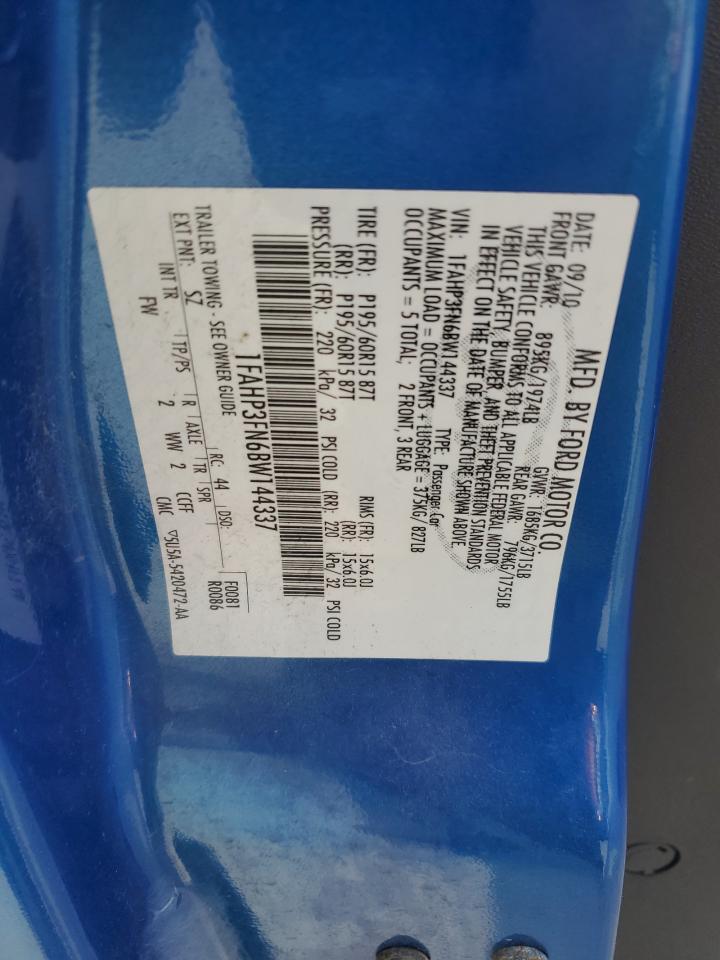 MFD. BY FORD MOTOR CO.
DATE: 09/10 GVWR: 1685KG/3715LB
FRONT GAWR: 895KG/1974LB REAR GAWR: 796KG/1755LB
THIS VEHICLE CONFORMS TO ALL APPLICABLE FEDERAL MOTOR
VEHICLE SAFETY, BUMPER, AND THEFT PREVENTION STANDARDS
IN EFFECT ON THE DATE OF MANUFACTURE SHOWN ABOVE.
VIN: 1FAHP3FN6BW144337 TYPE: Passenger Car
MAXIMUM LOAD = OCCUPANTS + LUGGAGE = 375KG/ 827LB
OCCUPANTS = 5 TOTAL; 2 FRONT, 3 REAR
TIRE (FR): P195/60R15 87T RIMS (FR): 15x6.0J
(RR): P195/60R15 87T (RR): 15x6.0J
PRESSURE (FR): 220 kPa/ 32 PSI COLD (RR): 220 kPa/ 32 PSI COLD
1FAHP3FN6BW144337
TRAILER TOWING - SEE OWNER GUIDE
F0081
EXT PNT: SZ RC: 44 DSO: R0086
INT TR TP/PS R AXLE TR SPR
FW 2 WW 2 CCFF
CMC 5U5A-5420472-AA